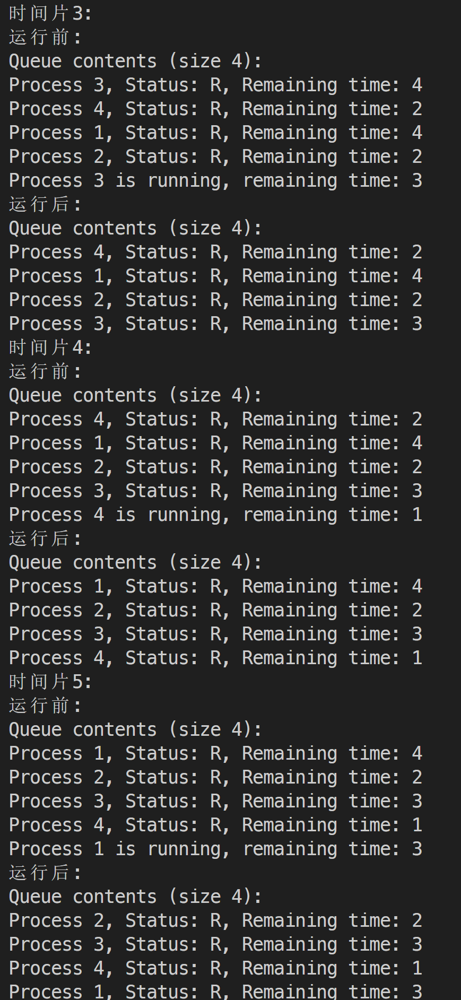 时间片3:
运行前:
Queue contents (size 4):
Process 3, Status: R, Remaining time: 4
Process 4, Status: R, Remaining time: 2
Process 1, Status: R, Remaining time: 4
Process 2, Status: R, Remaining time: 2
Process 3 is running, remaining time: 3
运行后:
Queue contents (size 4):
Process 4, Status: R, Remaining time: 2
Process 1, Status: R, Remaining time: 4
Process 2, Status: R, Remaining time: 2
Process 3, Status: R, Remaining time: 3
时间片4:
运行前:
Queue contents (size 4):
Process 4, Status: R, Remaining time: 2
Process 1, Status: R, Remaining time: 4
Process 2, Status: R, Remaining time: 2
Process 3, Status: R, Remaining time: 3
Process 4 is running, remaining time: 1
运行后:
Queue contents (size 4):
Process 1, Status: R, Remaining time: 4
Process 2, Status: R, Remaining time: 2
Process 3, Status: R, Remaining time: 3
Process 4, Status: R, Remaining time: 1
时间片5:
运行前:
Queue contents (size 4):
Process 1, Status: R, Remaining time: 4
Process 2, Status: R, Remaining time: 2
Process 3, Status: R, Remaining time: 3
Process 4, Status: R, Remaining time: 1
Process 1 is running, remaining time: 3
运行后:
Queue contents (size 4):
Process 2, Status: R, Remaining time: 2
Process 3, Status: R, Remaining time: 3
Process 4, Status: R, Remaining time: 1
Process 1, Status: R, Remaining time: 3